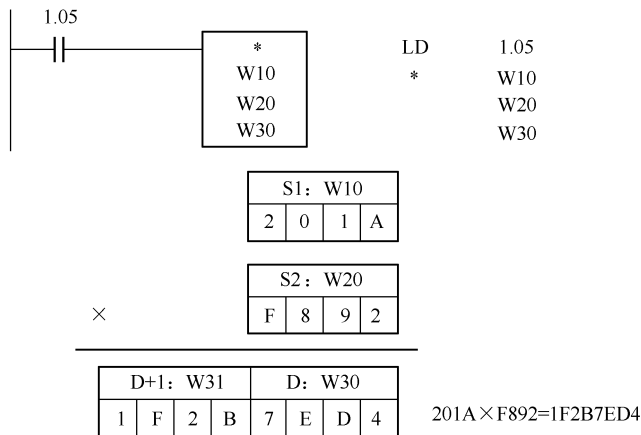 1.05
* LD 1.05
W10 * W10
W20 W20
W30 W30
S1：W10
2 0 1 A
S2：W20
× F 8 9 2
D+1：W31 D：W30
1 F 2 B 7 E D 4 201A×F892=1F2B7ED4